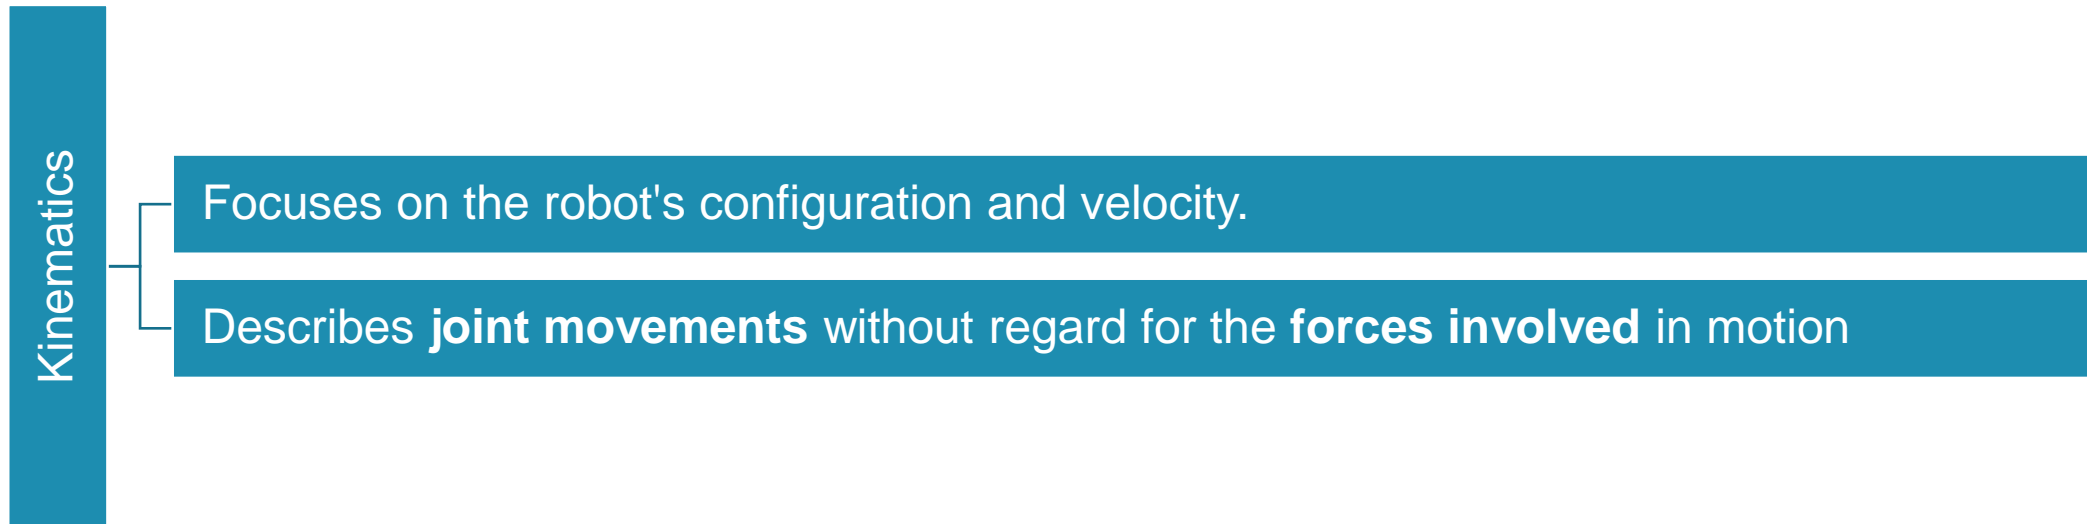 Kinematics
Focuses on the robot's configuration and velocity.
Describes joint movements without regard for the forces involved in motion